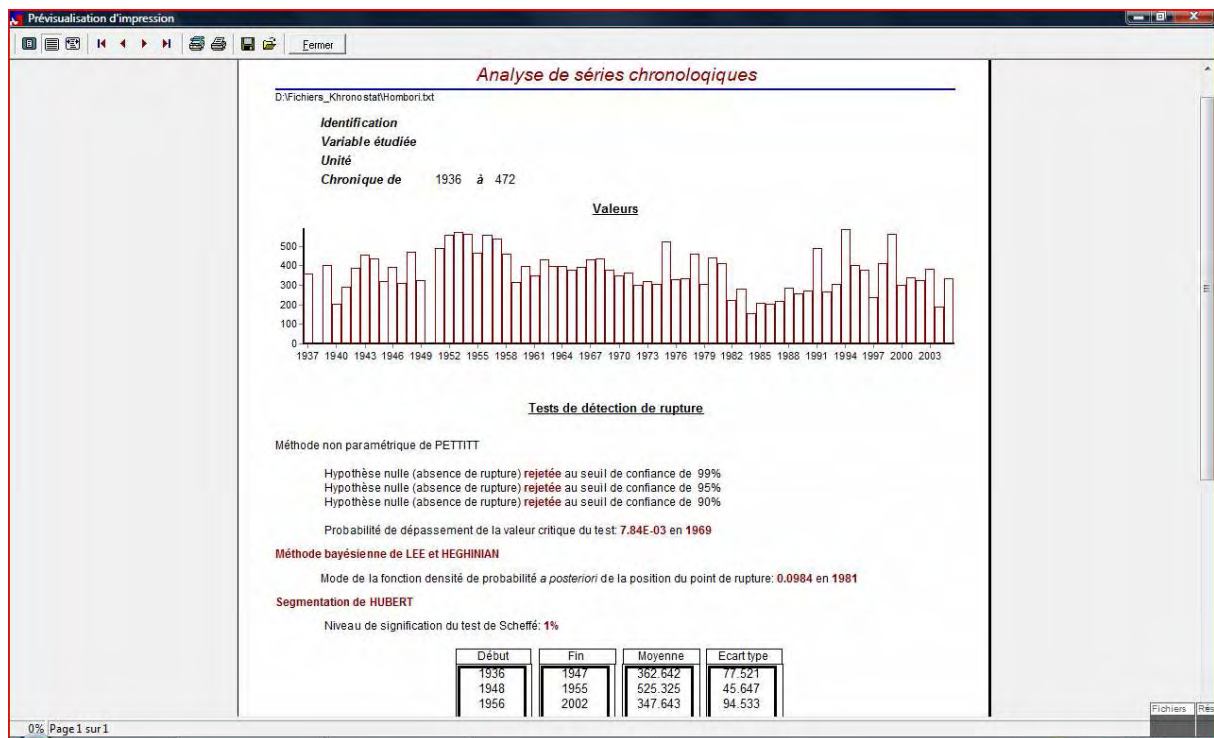 Prévisualisation d'impression
Fermer
Analyse de séries chronologiques
D:\Fichiers_Khronostat\Hombori.txt
Identification
Variable étudiée
Unité
Chronique de 1936 à 472
Valeurs
500
400
300
200
100
0
1937 1940 1943 1946 1949 1952 1955 1958 1961 1964 1967 1970 1973 1976 1979 1982 1985 1988 1991 1994 1997 2000 2003
Tests de détection de rupture
Méthode non paramétrique de PETTITT
Hypothèse nulle (absence de rupture) rejetée au seuil de confiance de 99%
Hypothèse nulle (absence de rupture) rejetée au seuil de confiance de 95%
Hypothèse nulle (absence de rupture) rejetée au seuil de confiance de 90%
Probabilité de dépassement de la valeur critique du test: 7.84E-03 en 1969
Méthode bayésienne de LEE et HEGHINIAN
Mode de la fonction densité de probabilité a posteriori de la position du point de rupture: 0.0984 en 1981
Segmentation de HUBERT
Niveau de signification du test de Scheffé: 1%
Début Fin Moyenne Ecart type
1936 1947 362.642 77.521
1948 1955 525.325 45.647
1956 2002 347.643 94.533
Fichiers Rés
0% Page 1 sur 1